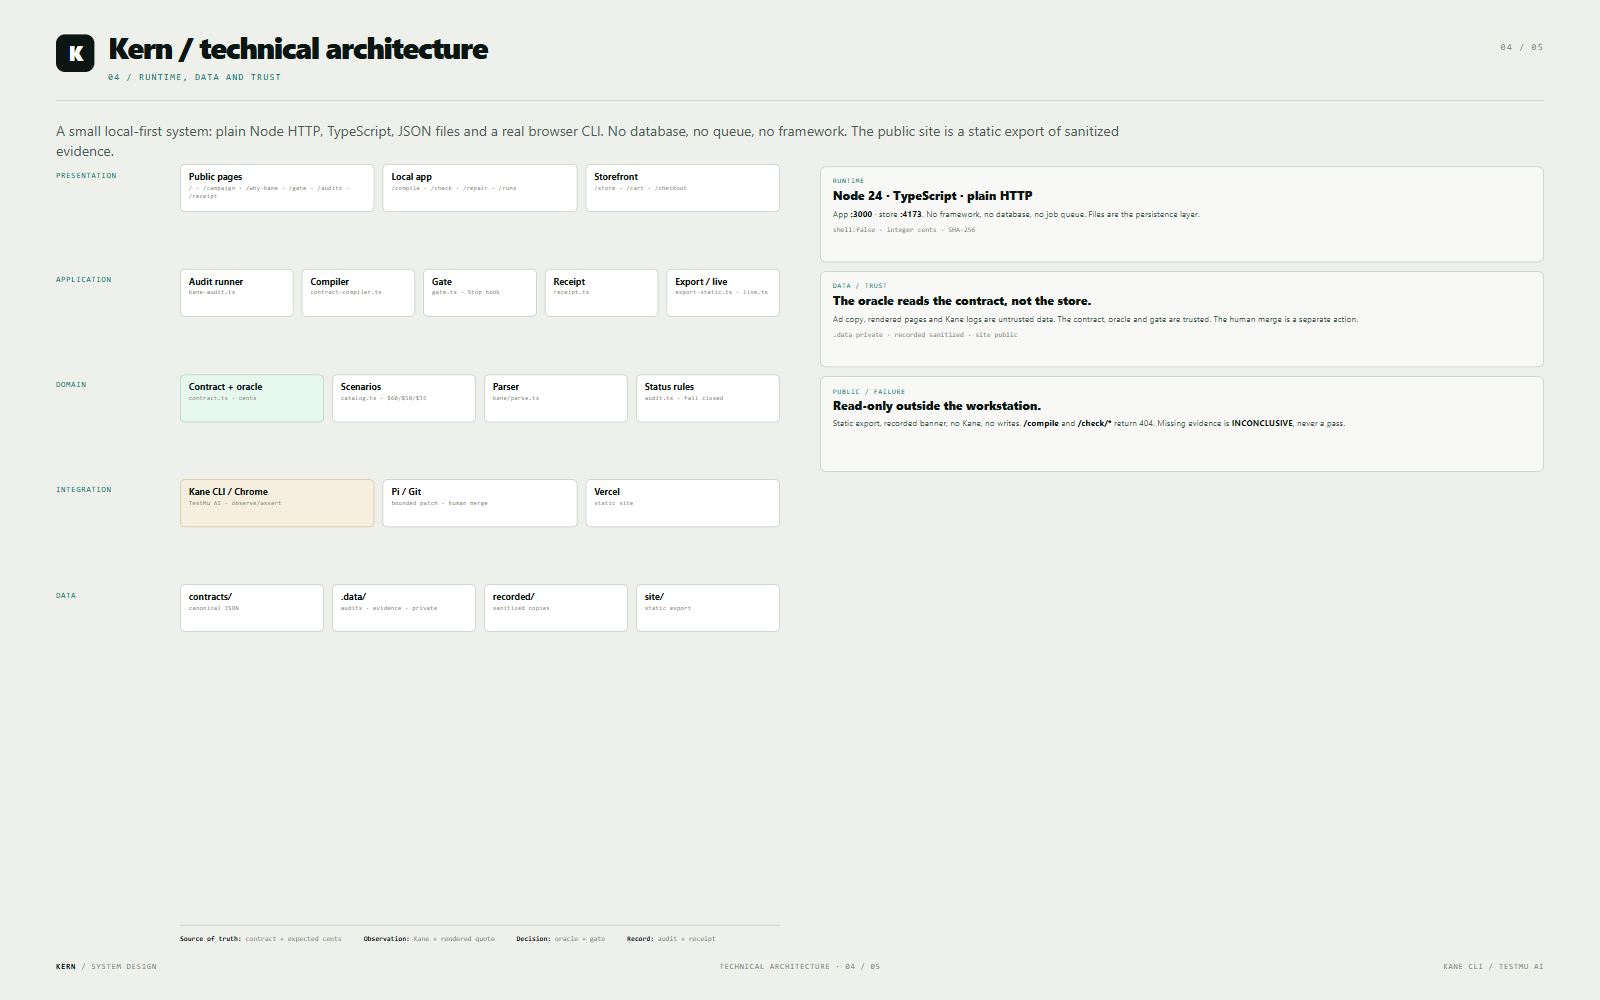 K
Kern / technical architecture
04 / RUNTIME, DATA AND TRUST
04 / 05
A small local-first system: plain Node HTTP, TypeScript, JSON files and a real browser CLI. No database, no queue, no framework. The public site is a static export of sanitized
evidence.
PRESENTATION
Public pages
/ · /campaign · /why-kane · /gate · /audits ·
/receipt
Local app
/compile · /check · /repair · /runs
Storefront
/store · /cart · /checkout
APPLICATION
Audit runner
kane-audit.ts
Compiler
contract-compiler.ts
Gate
gate.ts · Stop hook
Receipt
receipt.ts
Export / live
export-static.ts · live.ts
DOMAIN
Contract + oracle
contract.ts · cents
Scenarios
catalog.ts · $60/$50/$35
Parser
kane/parse.ts
Status rules
audit.ts · fail closed
INTEGRATION
Kane CLI / Chrome
TestMu AI · observe/assert
Pi / Git
bounded patch · human merge
Vercel
static site
DATA
contracts/
canonical JSON
.data/
audits · evidence · private
recorded/
sanitized copies
site/
static export
RUNTIME
Node 24 · TypeScript · plain HTTP
App :3000 · store :4173. No framework, no database, no job queue. Files are the persistence layer.
shell:false · integer cents · SHA-256
DATA / TRUST
The oracle reads the contract, not the store.
Ad copy, rendered pages and Kane logs are untrusted data. The contract, oracle and gate are trusted. The human merge is a separate action.
.data private · recorded sanitized · site public
PUBLIC / FAILURE
Read-only outside the workstation.
Static export, recorded banner, no Kane, no writes. /compile and /check/* return 404. Missing evidence is INCONCLUSIVE, never a pass.
Source of truth: contract + expected cents
Observation: Kane + rendered quote
Decision: oracle + gate
Record: audit + receipt
KERN / SYSTEM DESIGN
TECHNICAL ARCHITECTURE · 04 / 05
KANE CLI / TESTMU AI